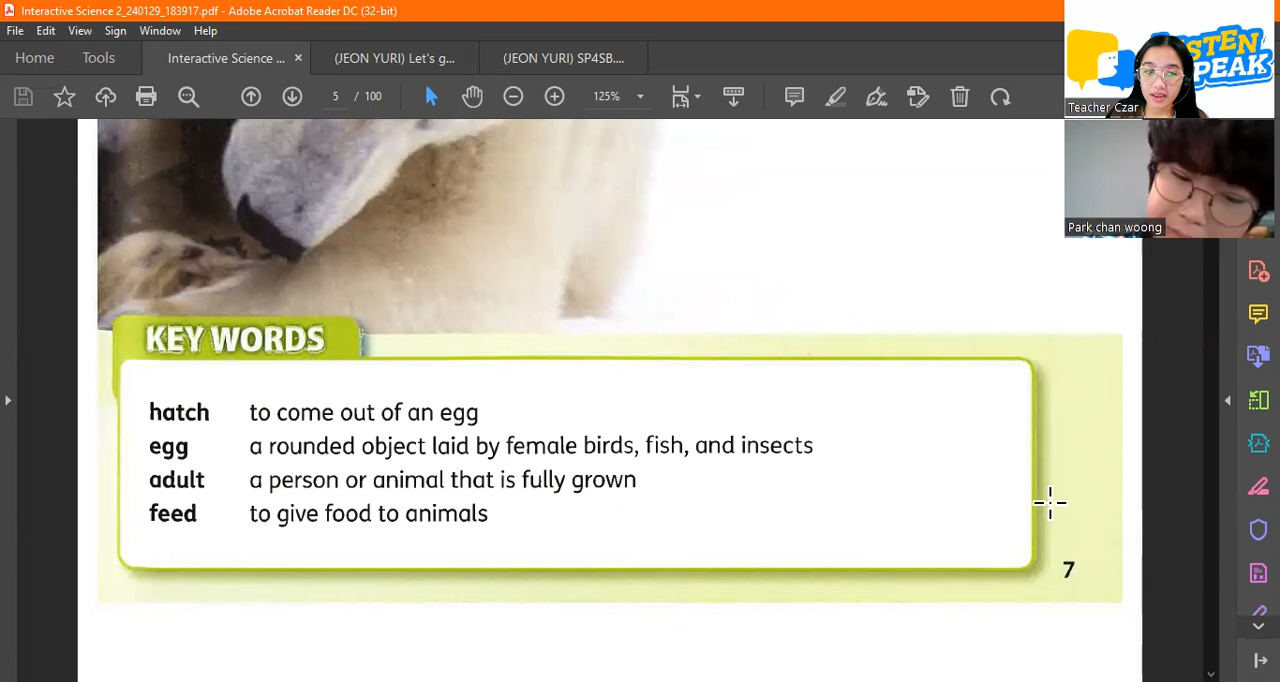 Interactive Science 2_240129_183917.pdf - Adobe Acrobat Reader DC (32-bit)
File Edit View Sign Window Help
Home Tools Interactive Science ... × (JEON YURI) Let's g... (JEON YURI) SP4SB....
5 / 100 125%
STEN
PEAK
Teacher Czar
Park chan woong
KEY WORDS
hatch to come out of an egg
egg a rounded object laid by female birds, fish, and insects
adult a person or animal that is fully grown
feed to give food to animals
7